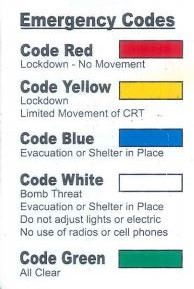 Emergency Codes
Code Red
Lockdown - No Movement
Code Yellow
Lockdown
Limited Movement of CRT
Code Blue
Evacuation or Shelter in Place
Code White
Bomb Threat
Evacuation or Shelter in Place
Do not adjust lights or electric
No use of radios or cell phones
Code Green
All Clear